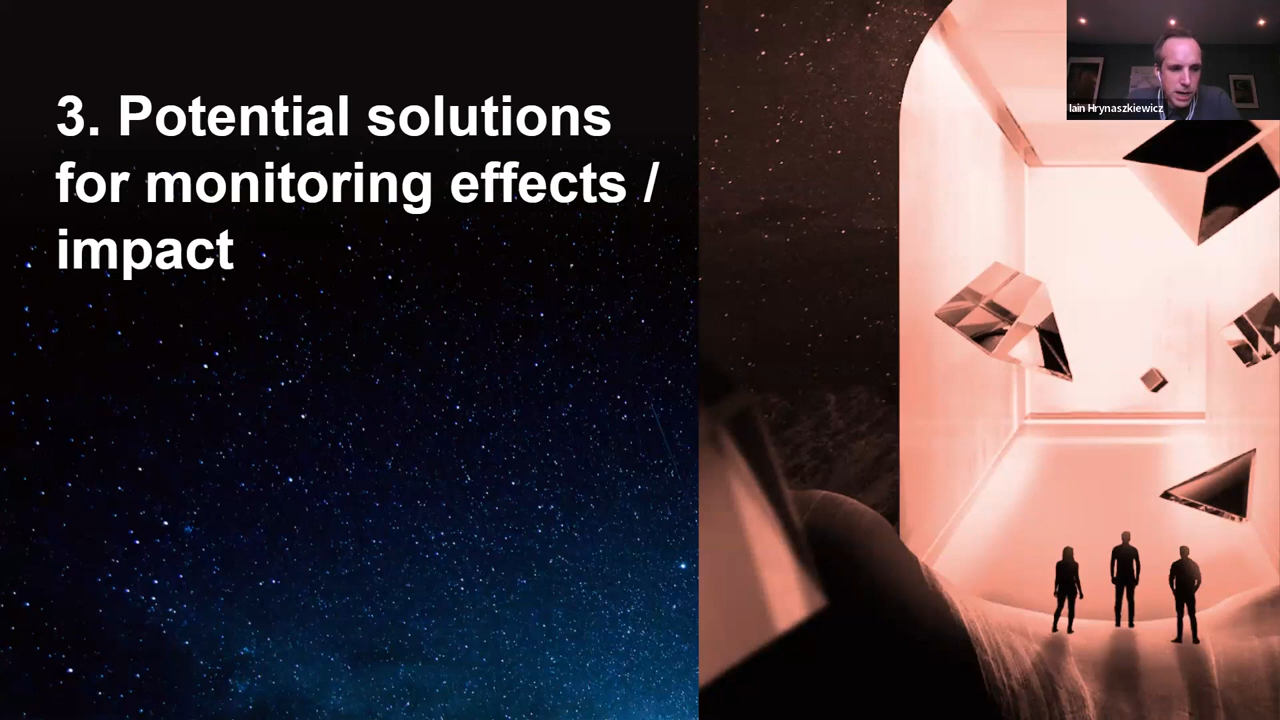 3. Potential solutions
for monitoring effects /
impact
Iain Hrynaszkiewicz